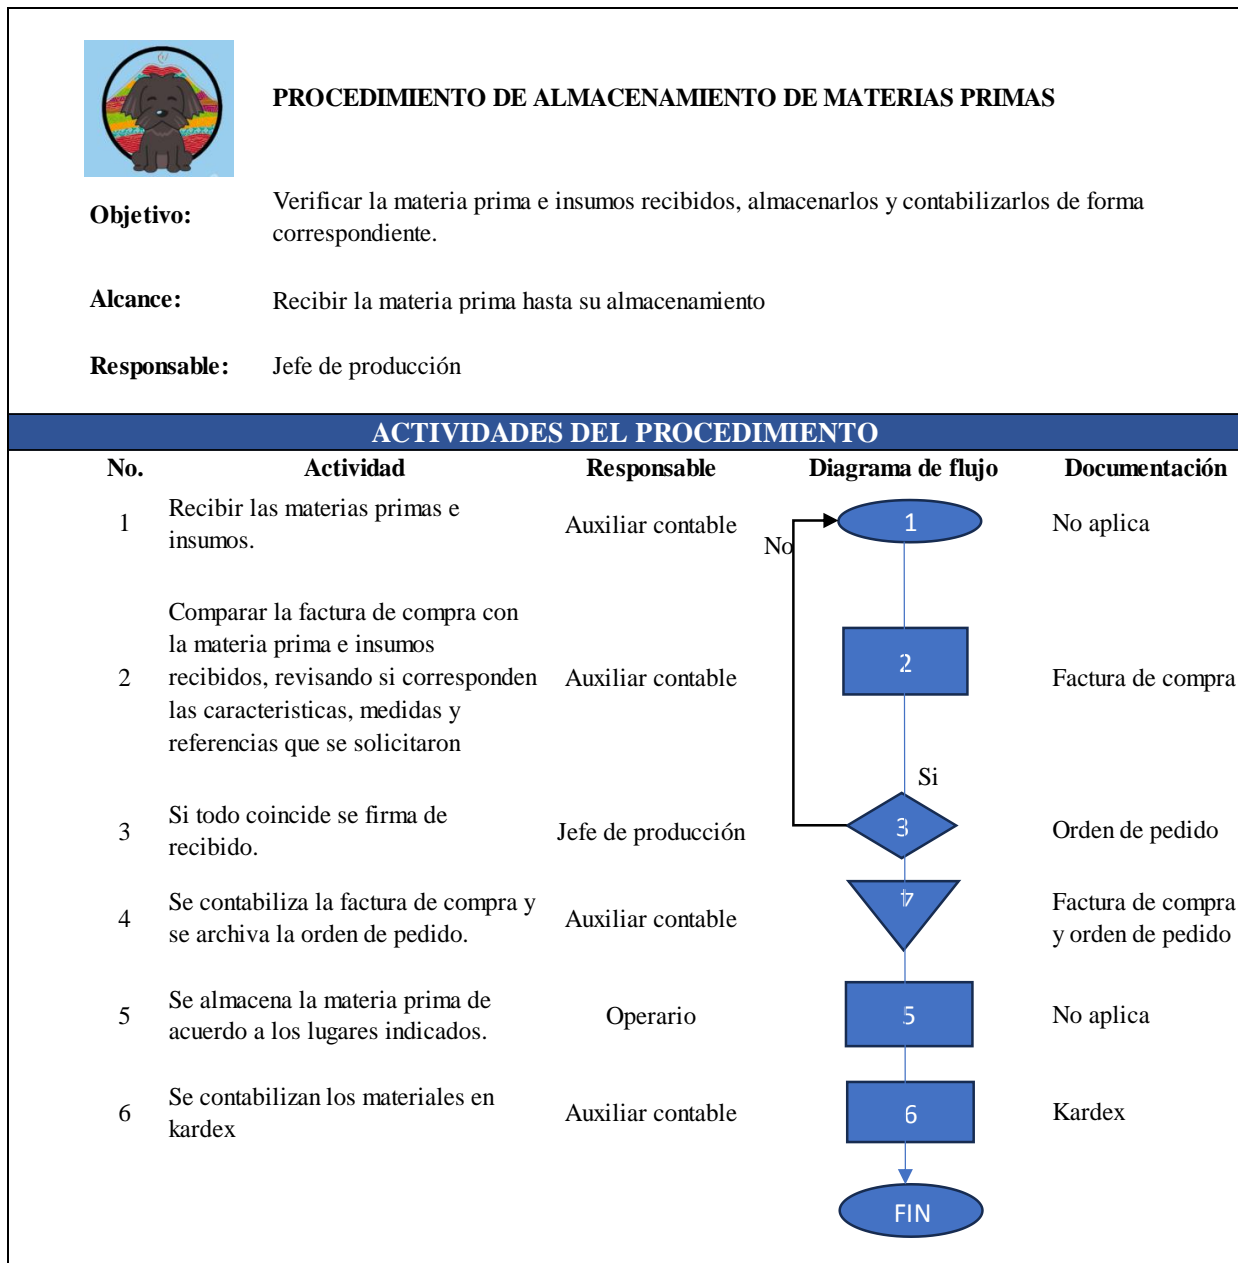 PROCEDIMIENTO DE ALMACENAMIENTO DE MATERIAS PRIMAS
Objetivo:
Verificar la materia prima e insumos recibidos, almacenarlos y contabilizarlos de forma
correspondiente.
Alcance:
Recibir la materia prima hasta su almacenamiento
Responsable:
Jefe de producción
ACTIVIDADES DEL PROCEDIMIENTO
No. Actividad Responsable Diagrama de flujo Documentación
1
Recibir las materias primas e
insumos.
Auxiliar contable
1
No aplica
No
2
Comparar la factura de compra con
la materia prima e insumos
recibidos, revisando si corresponden
las caracteristicas, medidas y
referencias que se solicitaron
Auxiliar contable
2
Factura de compra
Si
3
Si todo coincide se firma de
recibido.
Jefe de producción
3
Orden de pedido
4
Se contabiliza la factura de compra y
se archiva la orden de pedido.
Auxiliar contable
Factura de compra
y orden de pedido
5
Se almacena la materia prima de
acuerdo a los lugares indicados.
Operario
5
No aplica
6
Se contabilizan los materiales en
kardex
Auxiliar contable
6
Kardex
FIN